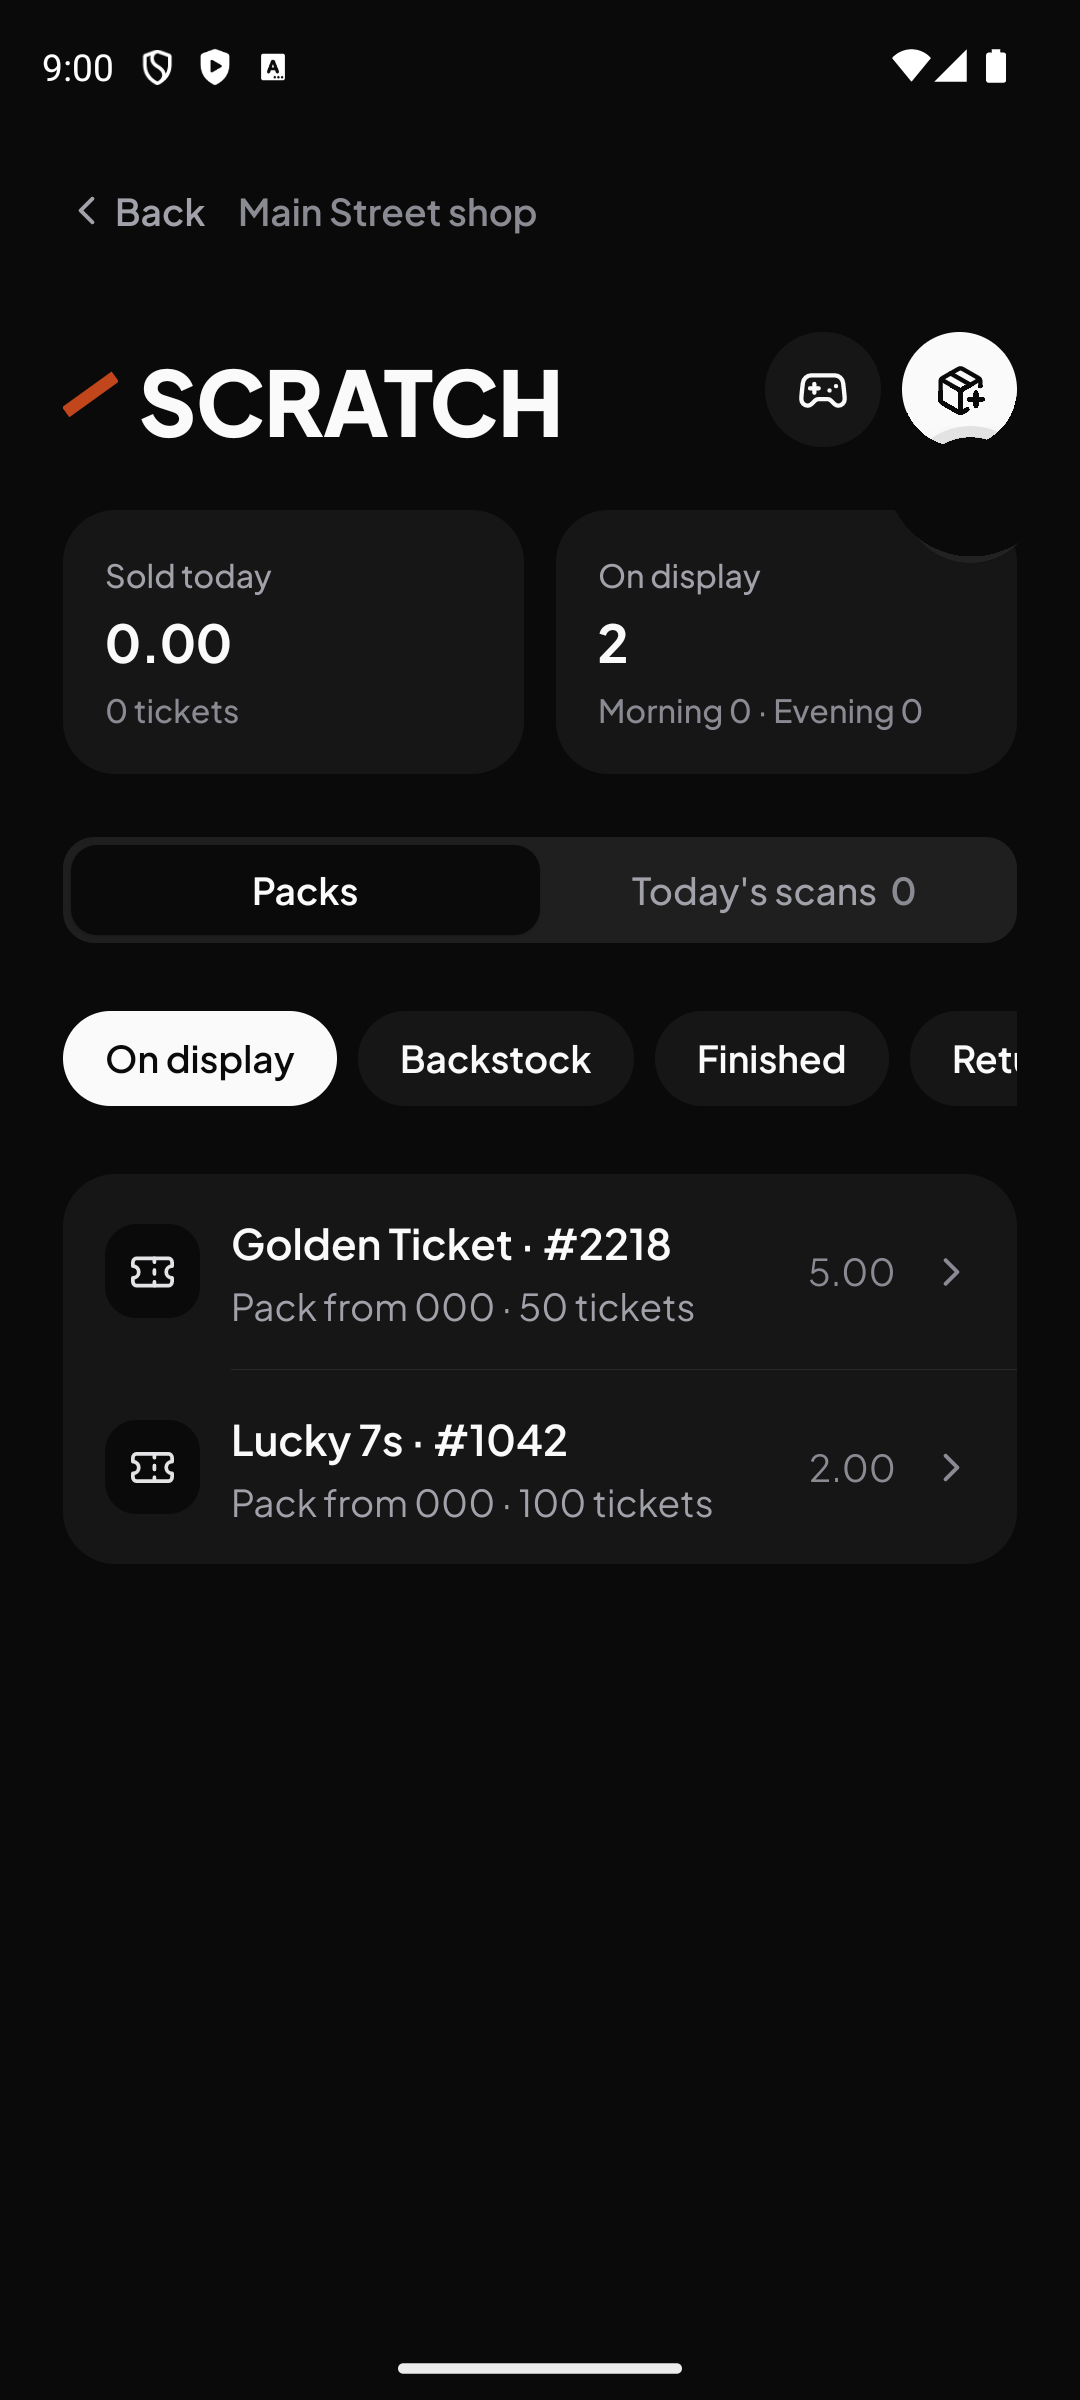 9:00
Back Main Street shop
SCRATCH
Sold today
0.00
0 tickets
On display
2
Morning 0 · Evening 0
Packs
Today's scans 0
On display
Backstock
Finished
Retu
Golden Ticket · #2218
Pack from 000 · 50 tickets
5.00
Lucky 7s · #1042
Pack from 000 · 100 tickets
2.00